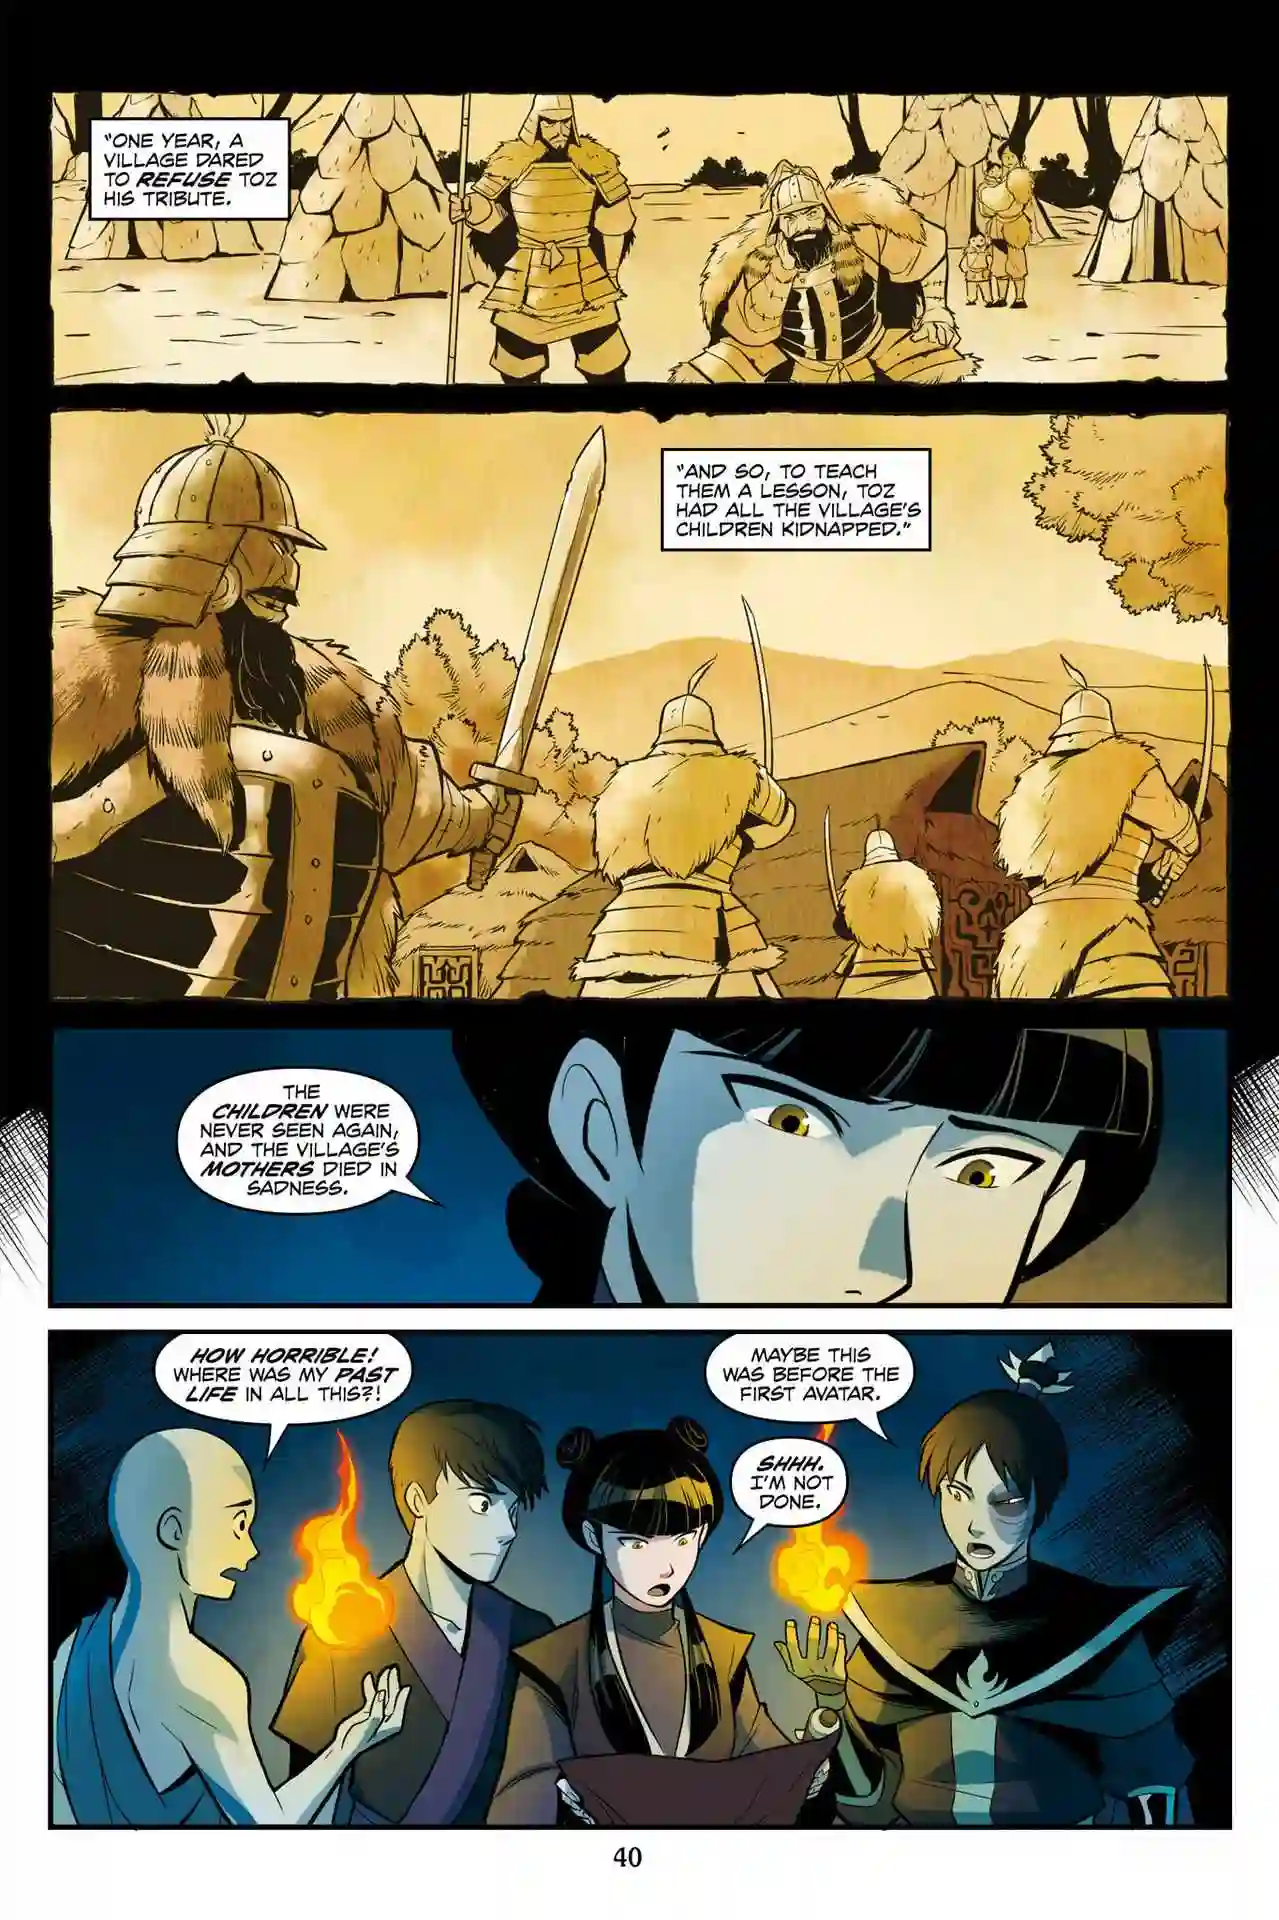 "ONE YEAR, A
VILLAGE DARED
TO REFUSE TOZ
HIS TRIBUTE.
"AND SO, TO TEACH
THEM A LESSON, TOZ
HAD ALL THE VILLAGE'S
CHILDREN KIDNAPPED."
THE
CHILDREN WERE
NEVER SEEN AGAIN,
AND THE VILLAGE'S
MOTHERS DIED IN
SADNESS.
HOW HORRIBLE!
WHERE WAS MY PAST
LIFE IN ALL THIS?!
MAYBE THIS
WAS BEFORE THE
FIRST AVATAR.
SHHH.
I'M NOT
DONE.
40